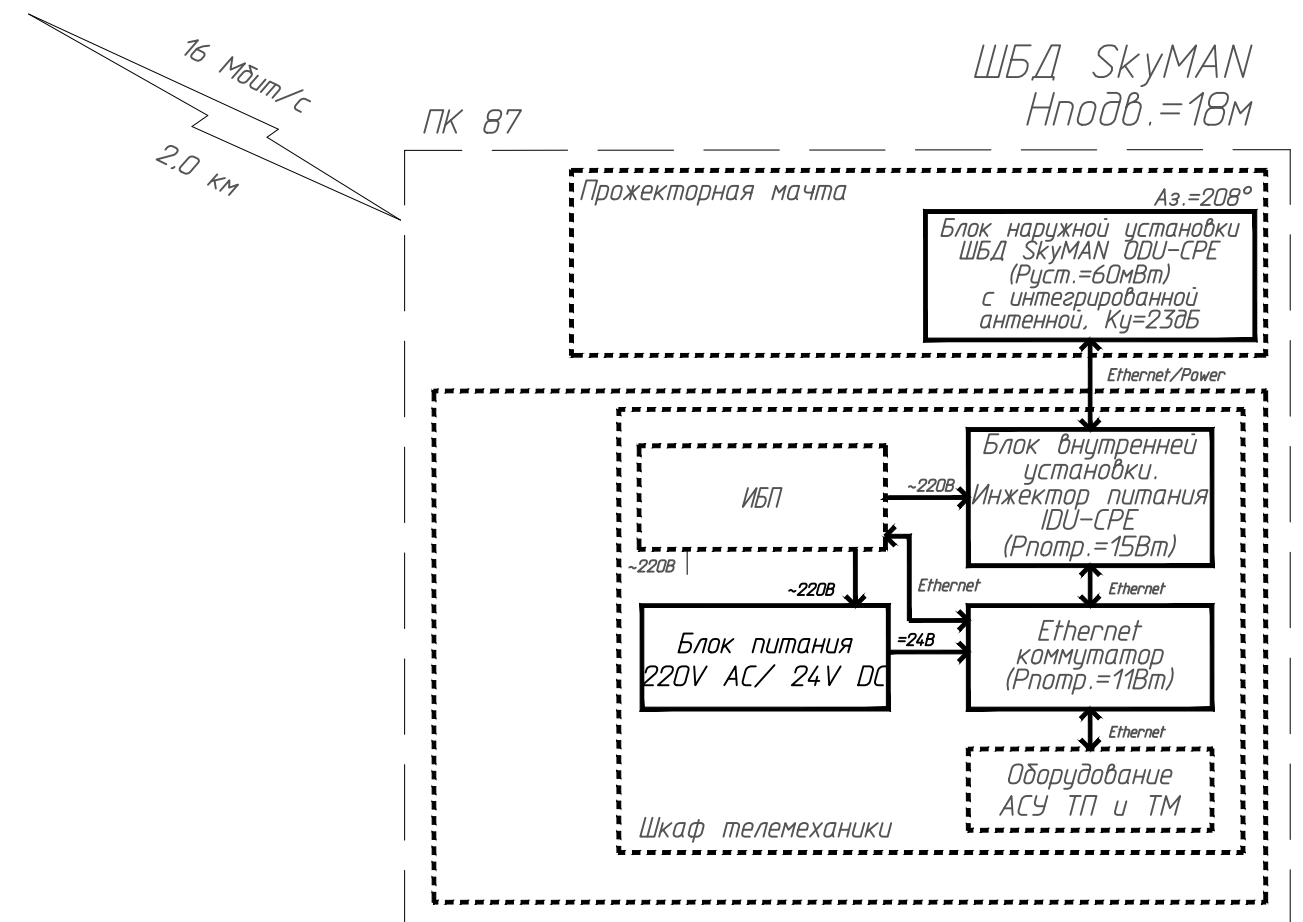 16 Мбит/с
2,0 км
ШБД SkyMAN
Hподв.=18м
ПК 87
Прожекторная мачта
Аз.=208°
Блок наружной установки
ШБД SkyMAN ODU-CPE
(Руст.=60мВт)
с интегрированной
антенной, Ку=23дБ
Ethernet/Power
Блок внутренней
установки.
Инжектор питания
IDU-CPE
(Рпотр.=15Вт)
ИБП
~220В
~220В
~220В
Ethernet
Ethernet
Блок питания
220V AC/ 24V DC
=24В
Ethernet
коммутатор
(Рпотр.=11Вт)
Ethernet
Оборудование
АСУ ТП и ТМ
Шкаф телемеханики